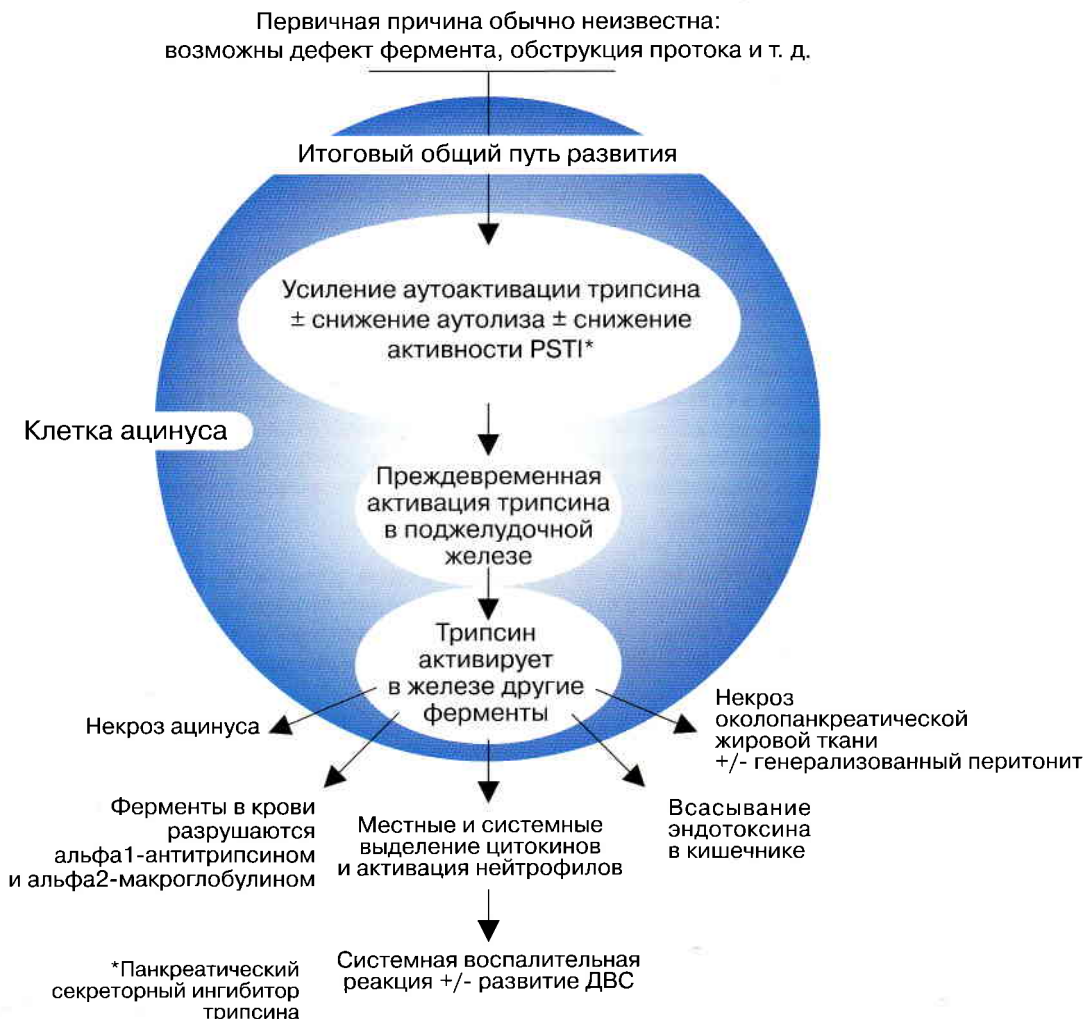 Первичная причина обычно неизвестна:
возможны дефект фермента, обструкция протока и т. д.
Итоговый общий путь развития
Усиление аутоактивации трипсина
± снижение аутолиза ± снижение
активности PSTI*
Клетка ацинуса
Преждевременная
активация трипсина
в поджелудочной
железе
Трипсин
активирует
в железе другие
ферменты
Некроз ацинуса
Некроз
околопанкреатической
жировой ткани
+/- генерализованный перитонит
Ферменты в крови
разрушаются
альфа1-антитрипсином
и альфа2-макроглобулином
Местные и системные
выделение цитокинов
и активация нейтрофилов
Всасывание
эндотоксина
в кишечнике
Системная воспалительная
реакция +/- развитие ДВС
*Панкреатический
секреторный ингибитор
трипсина